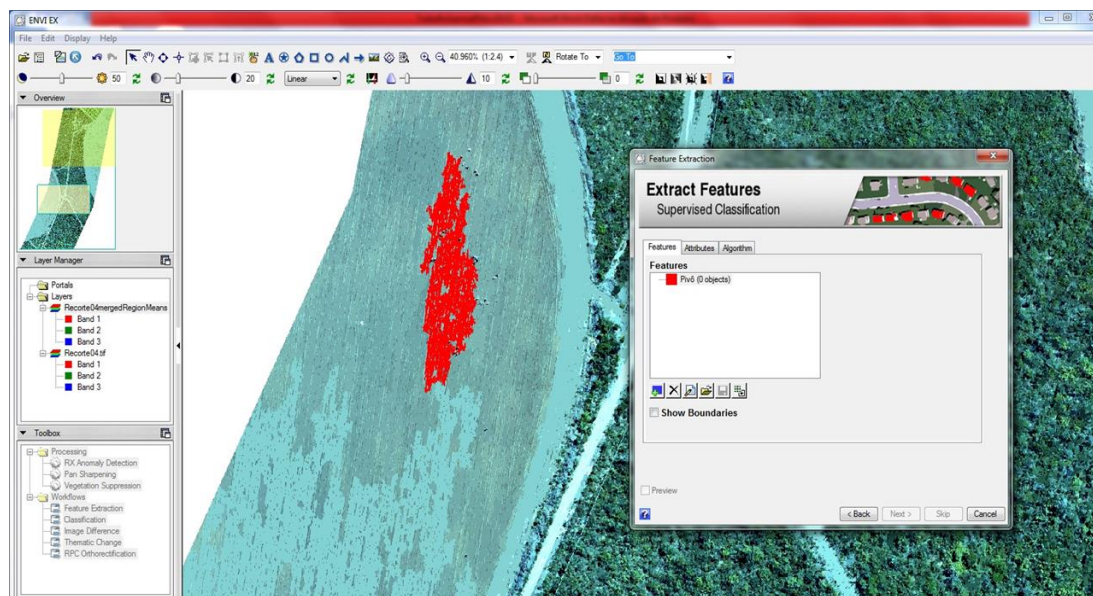 ENVI EX
File Edit Display Help
40.960% (1:2.4)
Rotate To
Go To
50
20
Linear
10
0
Overview
Layer Manager
Portals
Layers
Recorte04mergedRegionMeans
Band 1
Band 2
Band 3
Recorte04.tif
Band 1
Band 2
Band 3
Toolbox
Processing
RX Anomaly Detection
Pan Sharpening
Vegetation Suppression
Workflows
Feature Extraction
Classification
Image Difference
Thematic Change
RPC Orthorectification
Feature Extraction
Extract Features
Supervised Classification
Features Attributes Algorithm
Features
Pivô (0 objects)
Show Boundaries
Preview
< Back Next > Skip Cancel